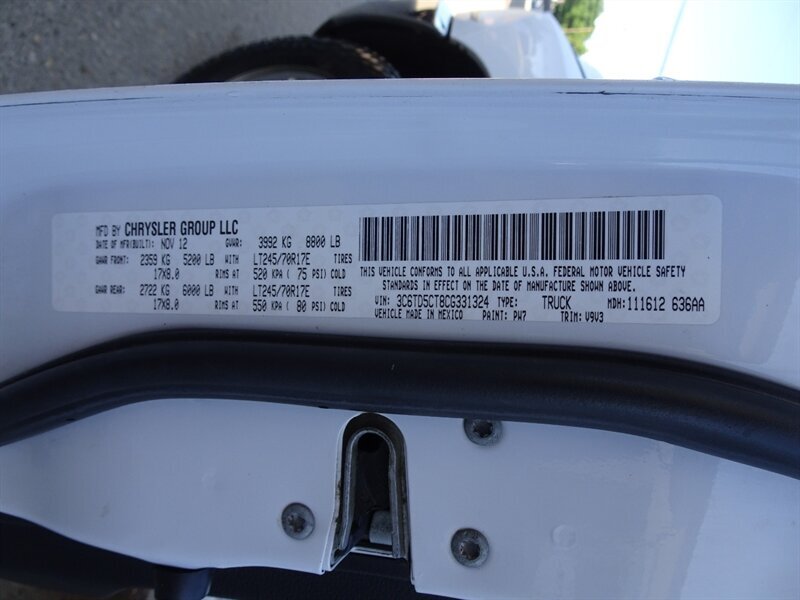 MFD BY CHRYSLER GROUP LLC
DATE OF MFR(BUILT): NOV 12 GVWR: 3992 KG 8800 LB
GAWR FRONT: 2359 KG 5200 LB WITH LT245/70R17E TIRES
17X8.0 RIMS AT 520 KPA ( 75 PSI) COLD
GAWR REAR: 2722 KG 6000 LB WITH LT245/70R17E TIRES
17X8.0 RIMS AT 550 KPA ( 80 PSI) COLD
THIS VEHICLE CONFORMS TO ALL APPLICABLE U.S.A. FEDERAL MOTOR VEHICLE SAFETY
STANDARDS IN EFFECT ON THE DATE OF MANUFACTURE SHOWN ABOVE.
VIN: 3C6TD5CT8CG331324 TYPE: TRUCK MDH: 111612 636AA
VEHICLE MADE IN MEXICO PAINT: PW7 TRIM: V9V3